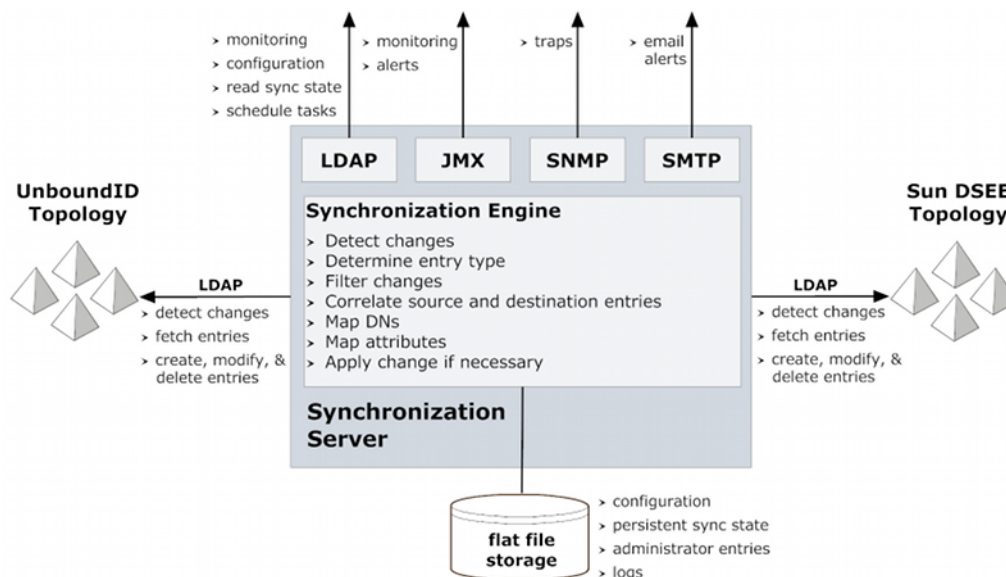 monitoring
configuration
read sync state
schedule tasks
monitoring
alerts
traps
email
alerts
LDAP
JMX
SNMP
SMTP
UnboundID
Topology
Sun DSEE
Topology
Synchronization Engine
Detect changes
Determine entry type
Filter changes
Correlate source and destination entries
Map DNs
Map attributes
Apply change if necessary
LDAP
detect changes
fetch entries
create, modify, &
delete entries
LDAP
detect changes
fetch entries
create, modify, &
delete entries
Synchronization
Server
flat file
storage
configuration
persistent sync state
administrator entries
logs